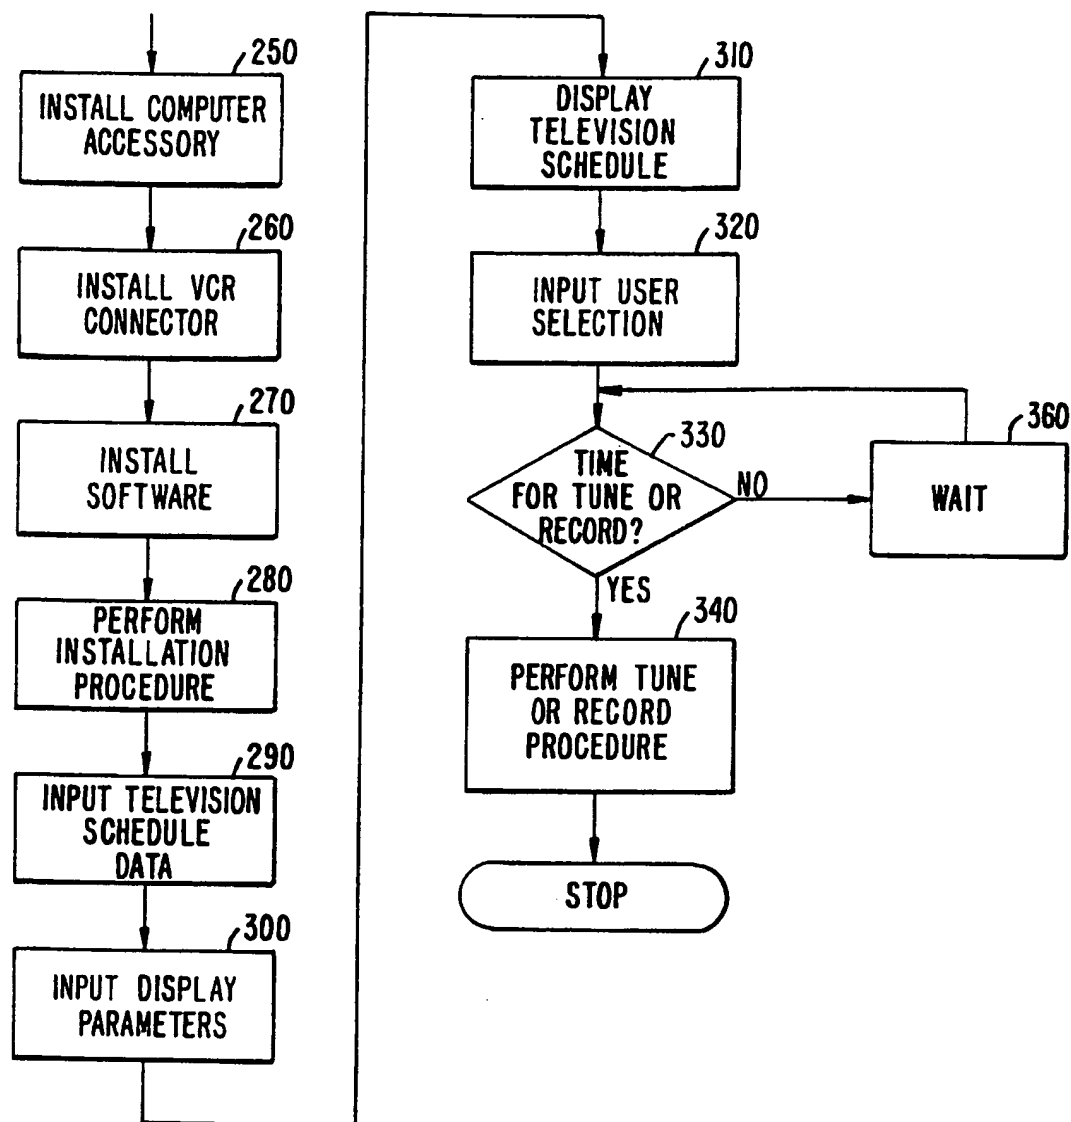 250
INSTALL COMPUTER
ACCESSORY
260
INSTALL VCR
CONNECTOR
270
INSTALL
SOFTWARE
280
PERFORM
INSTALLATION
PROCEDURE
290
INPUT TELEVISION
SCHEDULE
DATA
300
INPUT DISPLAY
PARAMETERS
310
DISPLAY
TELEVISION
SCHEDULE
320
INPUT USER
SELECTION
330
TIME
FOR TUNE OR
RECORD?
NO
360
WAIT
YES
340
PERFORM TUNE
OR RECORD
PROCEDURE
STOP